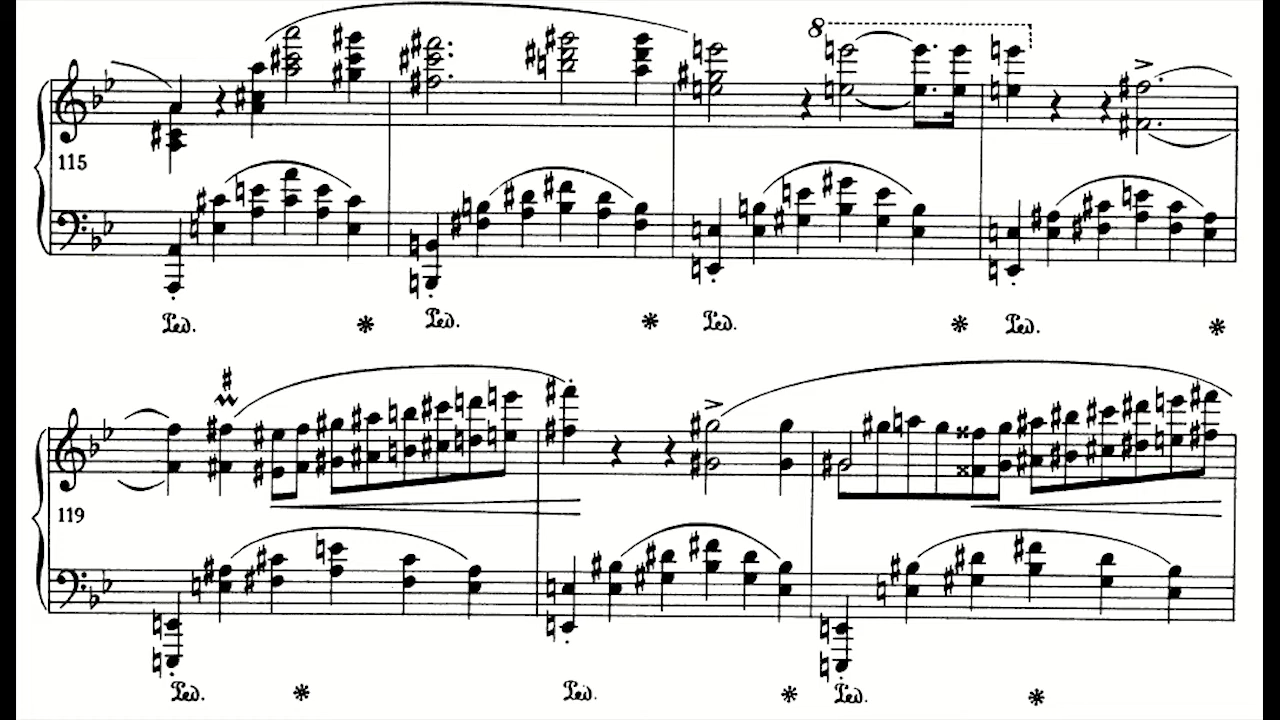 8
115
Ped. * Ped. * Ped. * Ped. *
119
Ped. * Ped. * Ped. *